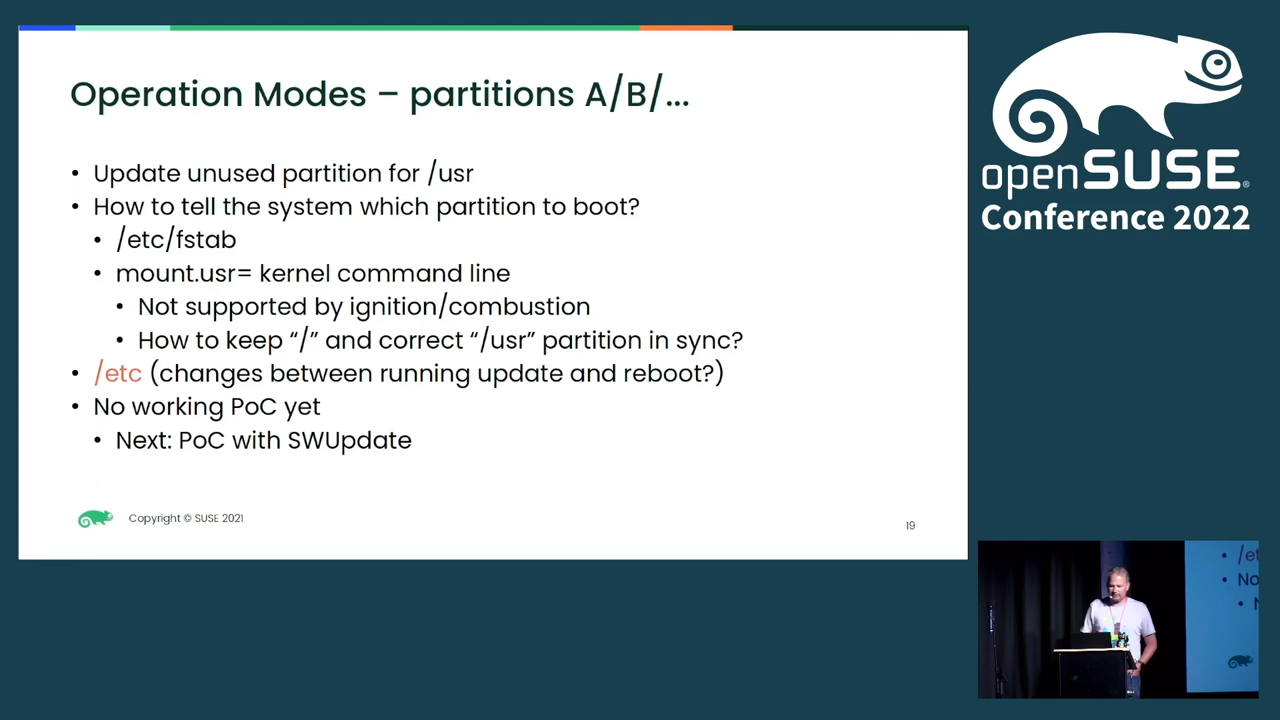 Operation Modes – partitions A/B/...
• Update unused partition for /usr
• How to tell the system which partition to boot?
• /etc/fstab
• mount.usr= kernel command line
• Not supported by ignition/combustion
• How to keep “/” and correct “/usr” partition in sync?
• /etc (changes between running update and reboot?)
• No working PoC yet
• Next: PoC with SWUpdate
Copyright © SUSE 2021
19
openSUSE®
Conference 2022
• /et
• No